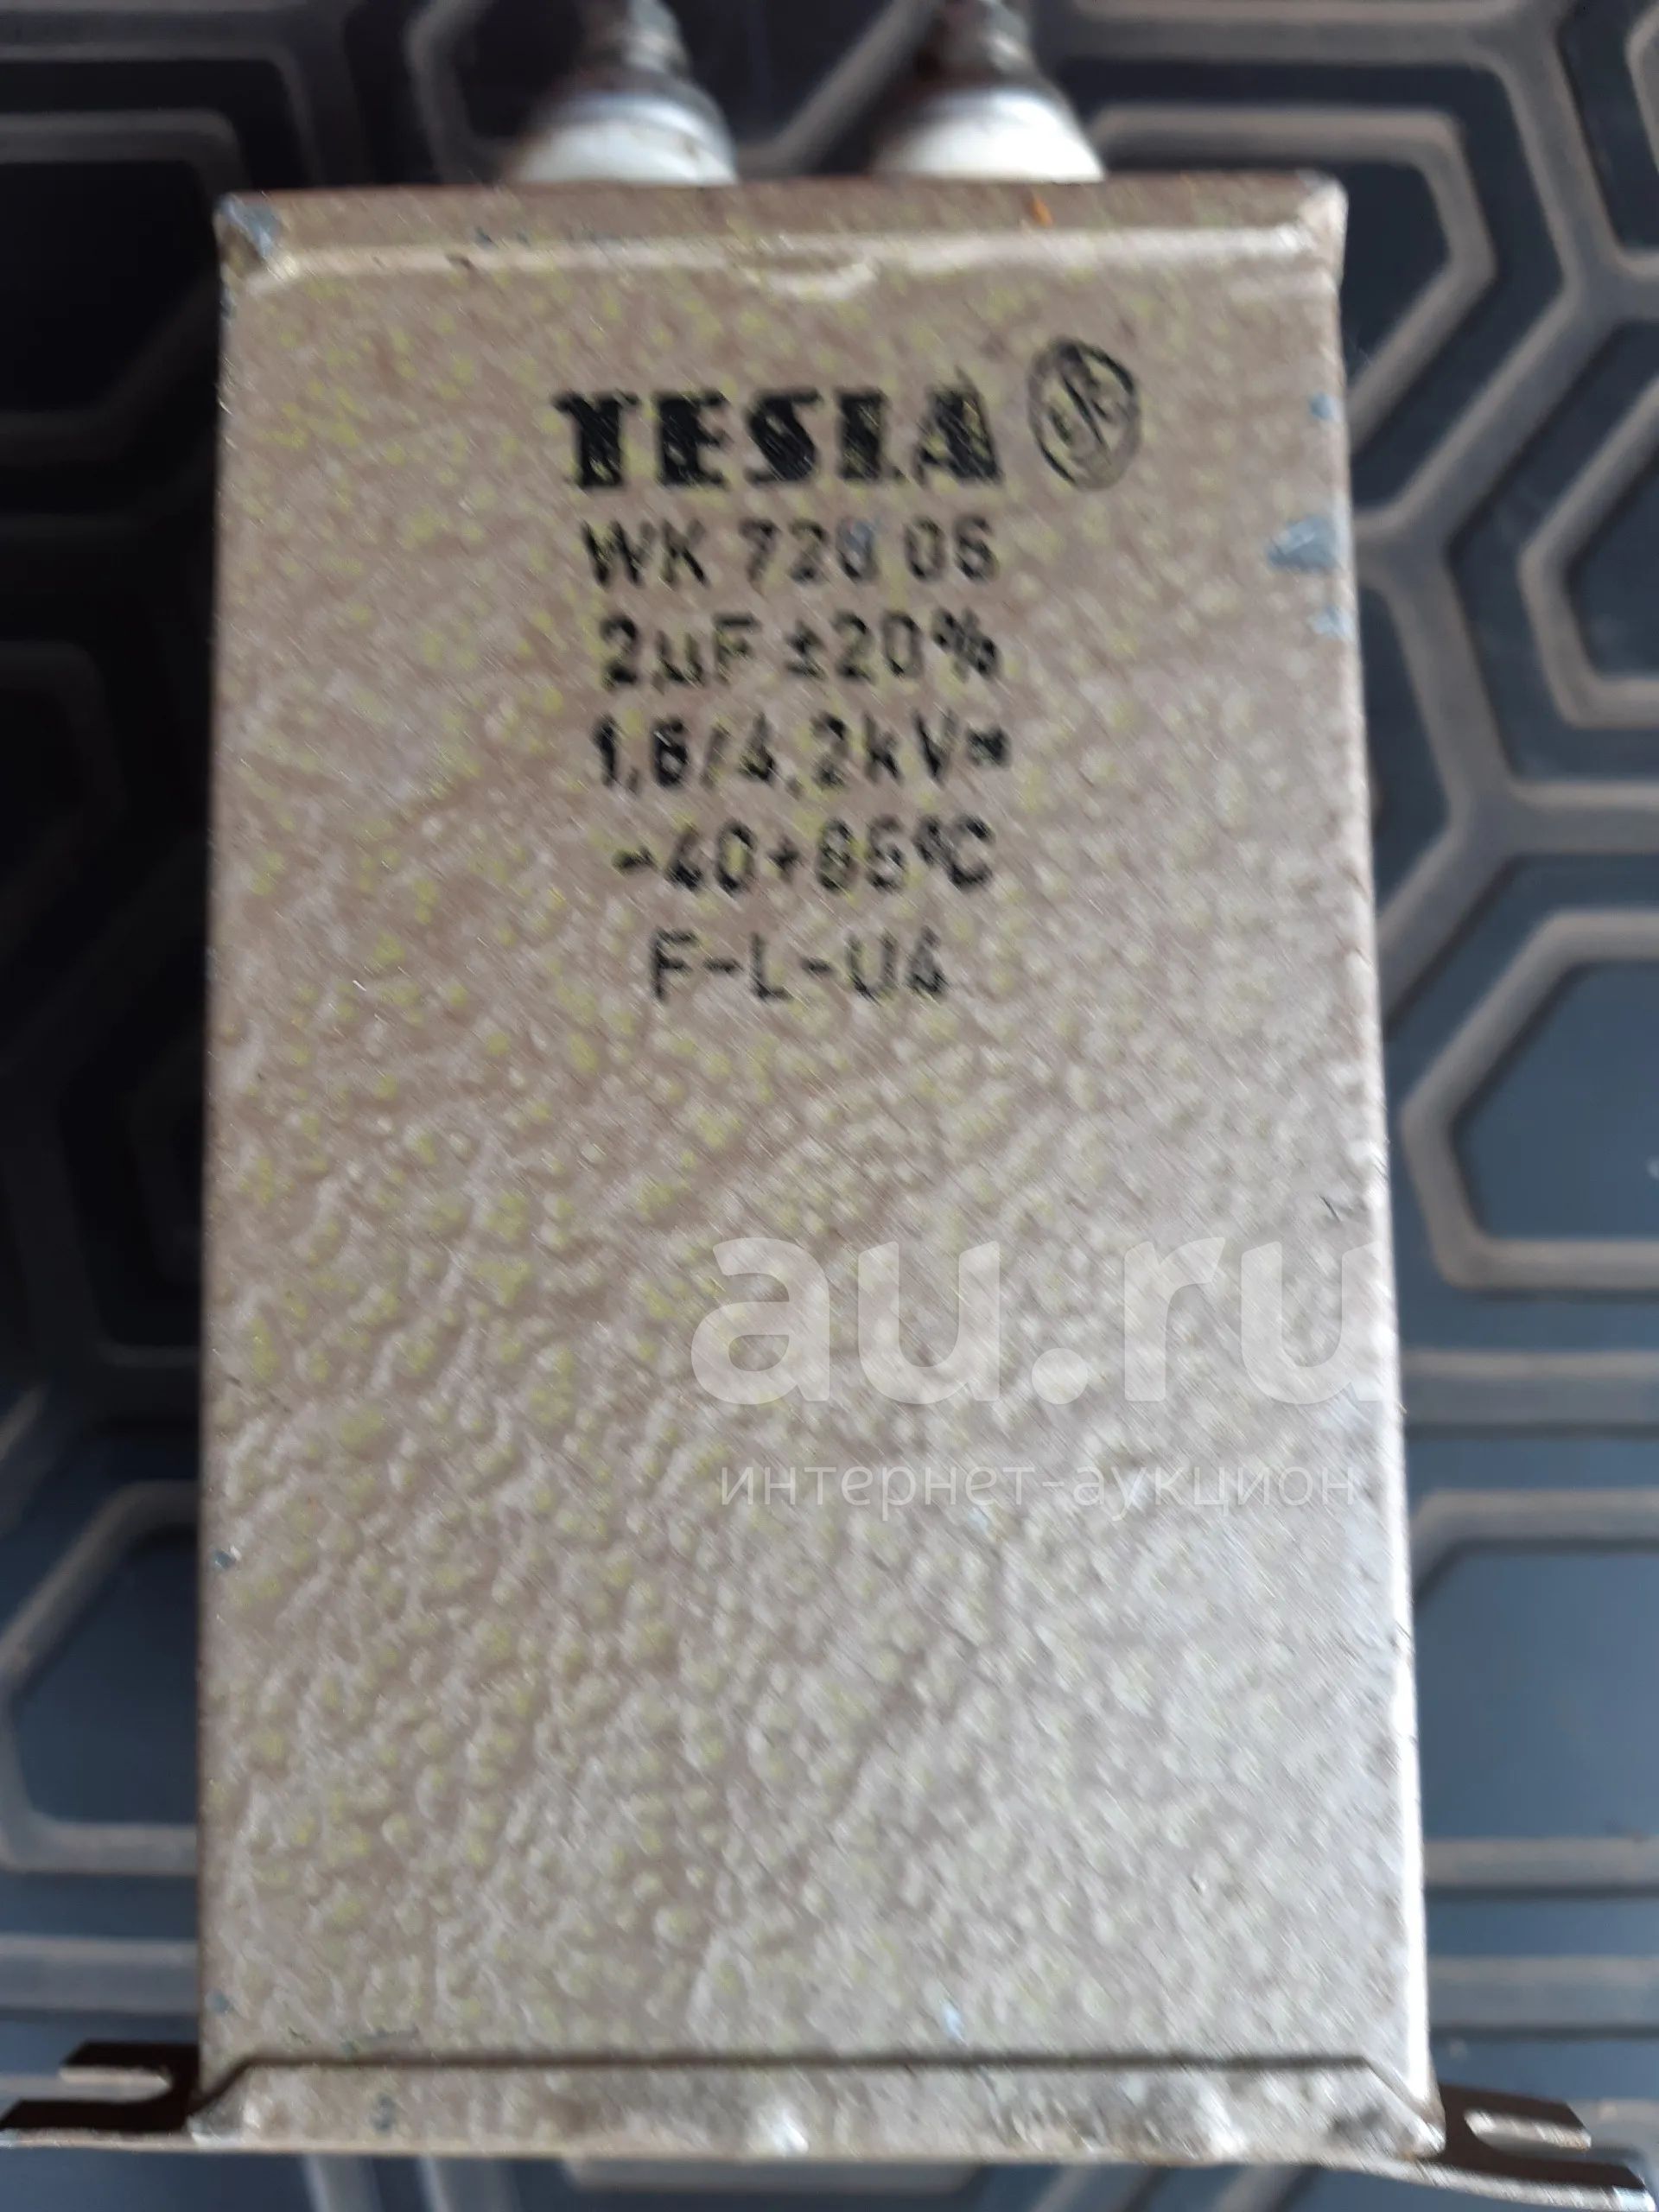 TESLA
WK 720 06
2µF ±20%
1,6/4,2kV=
-40+85°C
F-L-U4
au.ru
интернет-аукцион